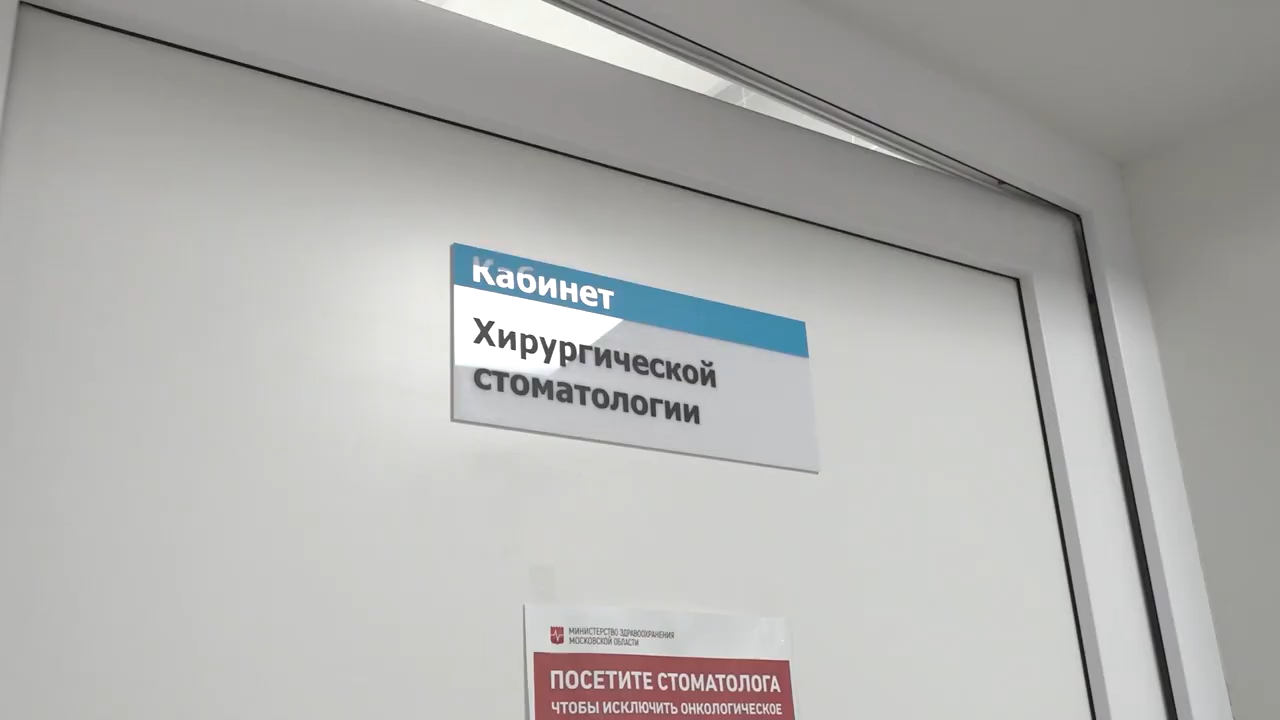 Кабинет
Хирургической
стоматологии
МИНИСТЕРСТВО ЗДРАВООХРАНЕНИЯ
МОСКОВСКОЙ ОБЛАСТИ
ПОСЕТИТЕ СТОМАТОЛОГА
ЧТОБЫ ИСКЛЮЧИТЬ ОНКОЛОГИЧЕСКОЕ